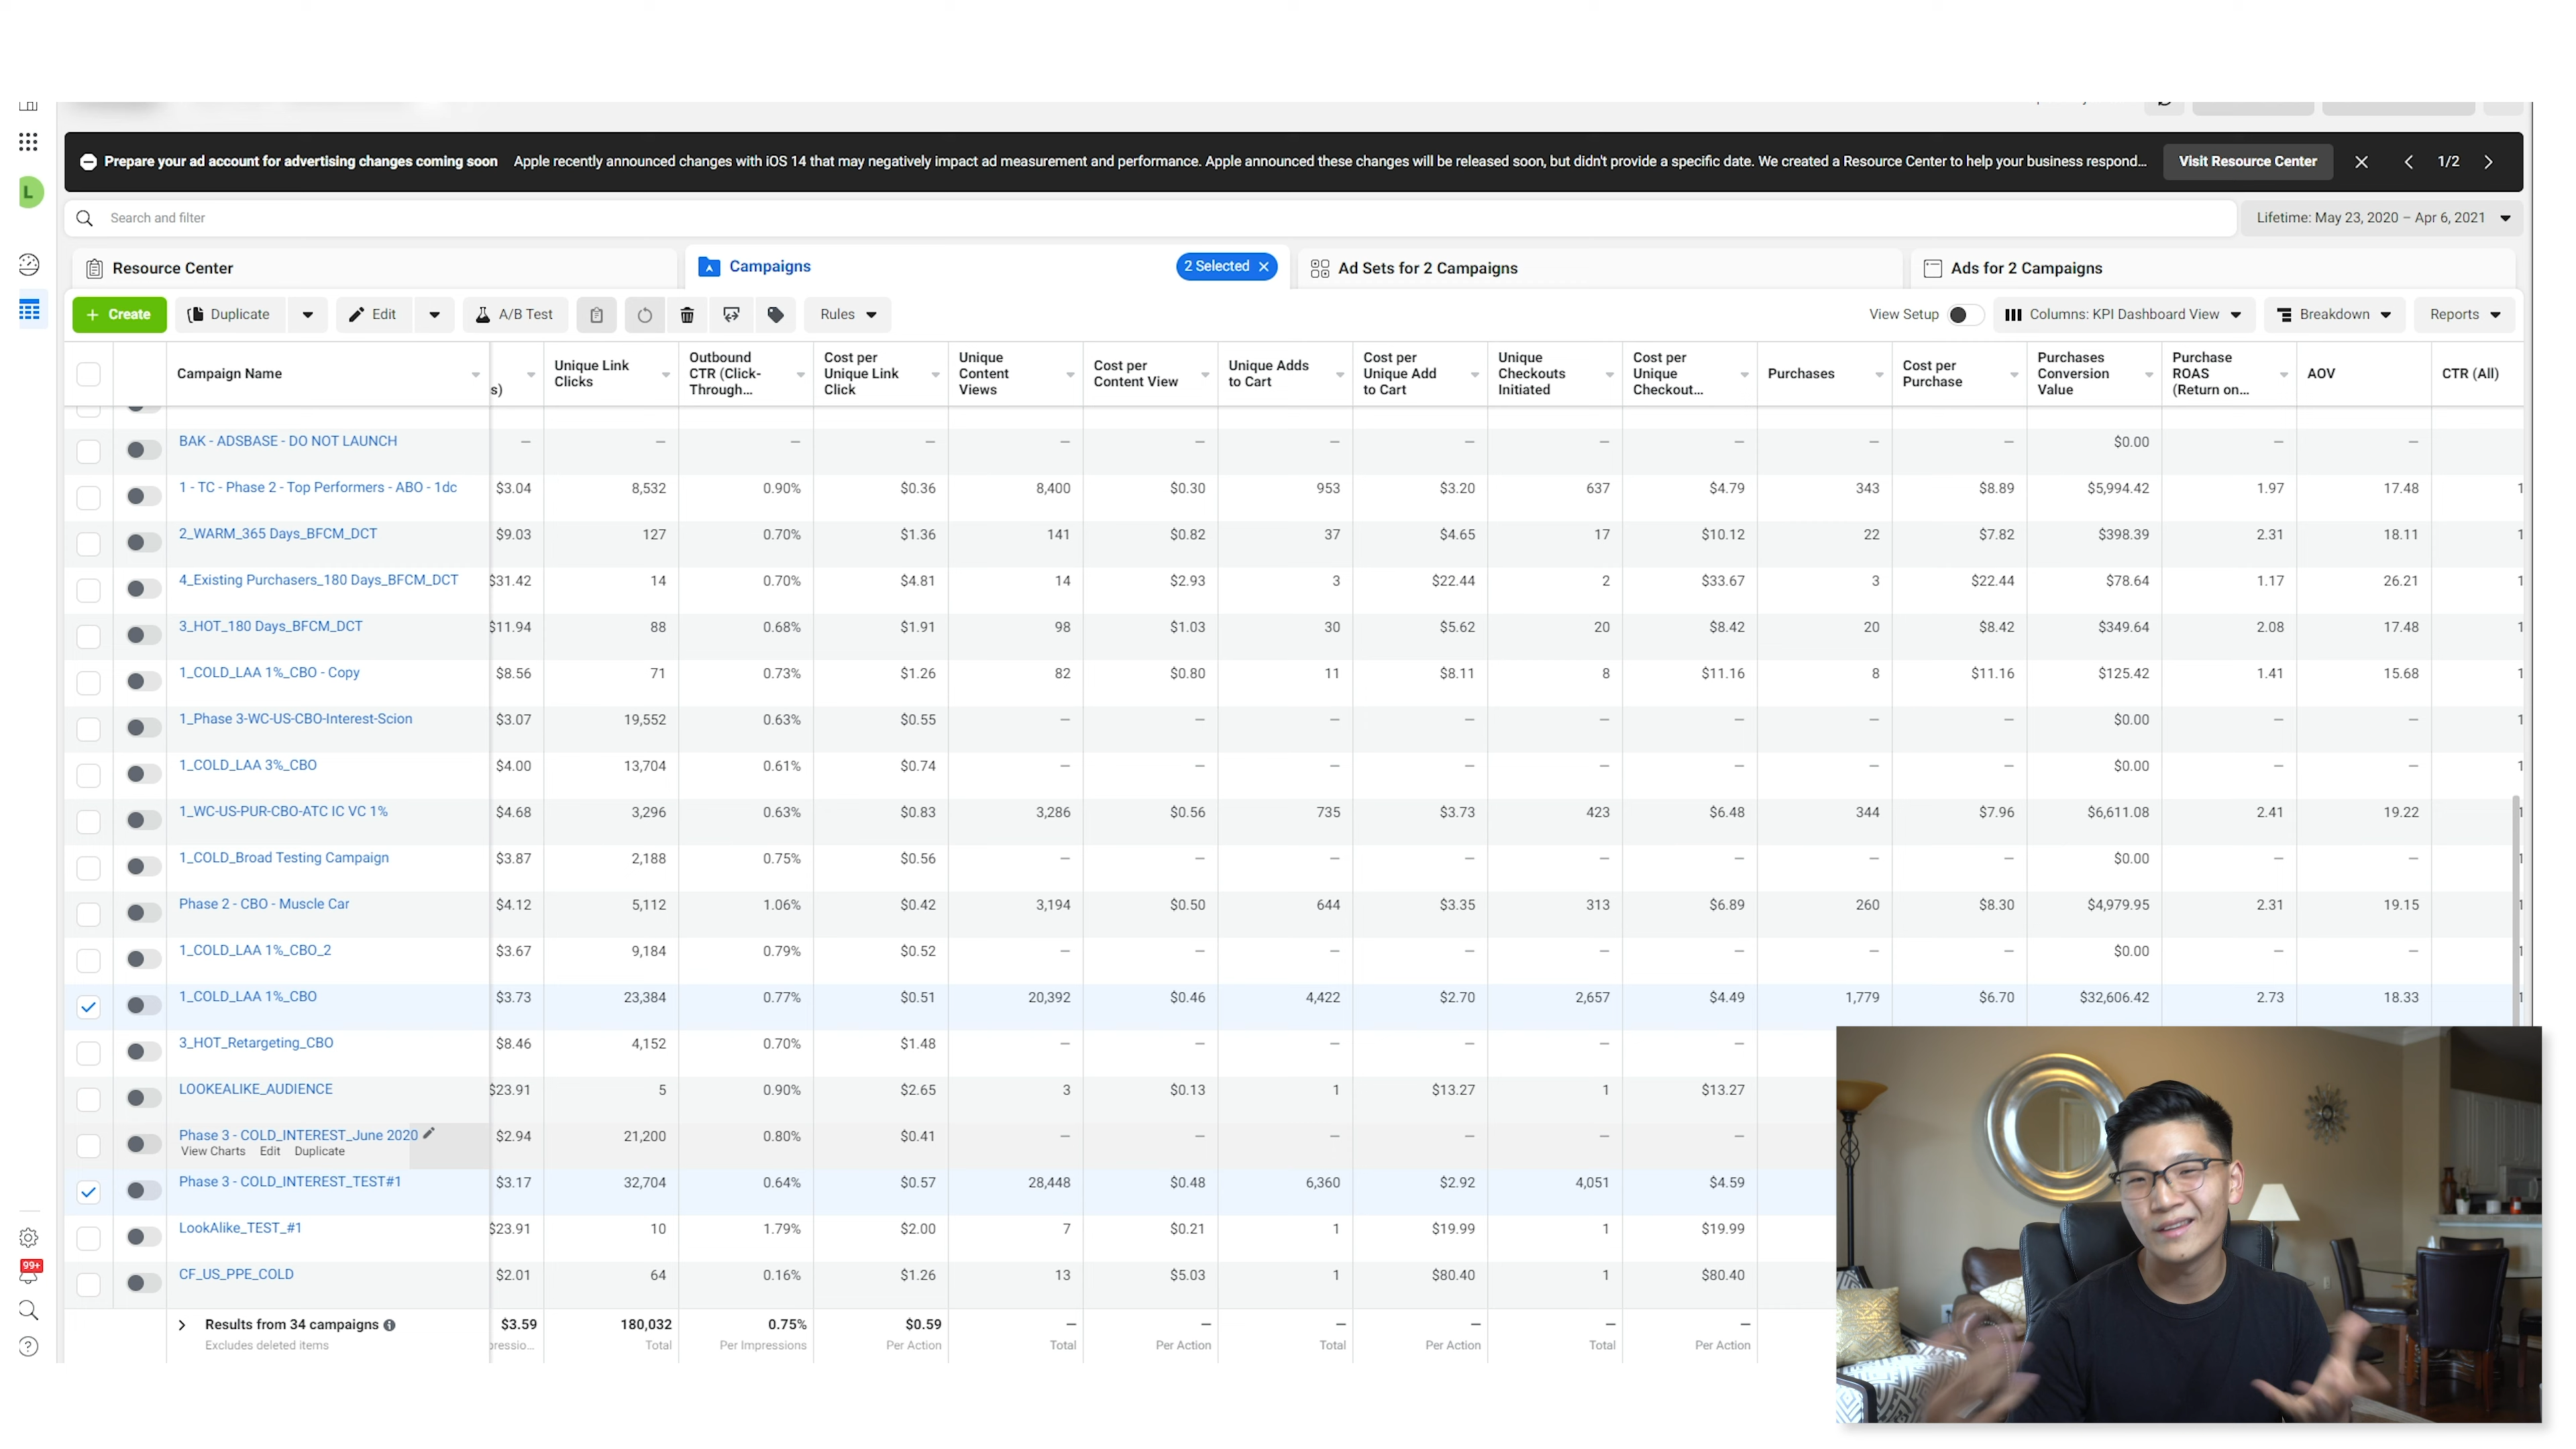 Prepare your ad account for advertising changes coming soon Apple recently announced changes with iOS 14 that may negatively impact ad measurement and performance. Apple announced these changes will be released soon, but didn't provide a specific date. We created a Resource Center to help your business respond... Visit Resource Center 1/2
L
Search and filter Lifetime: May 23, 2020 – Apr 6, 2021
Resource Center Campaigns 2 Selected Ad Sets for 2 Campaigns Ads for 2 Campaigns
+ Create Duplicate Edit A/B Test Rules View Setup Columns: KPI Dashboard View Breakdown Reports
Campaign Name s) Unique Link Clicks Outbound CTR (Click-Through... Cost per Unique Link Click Unique Content Views Cost per Content View Unique Adds to Cart Cost per Unique Add to Cart Unique Checkouts Initiated Cost per Unique Checkout... Purchases Cost per Purchase Purchases Conversion Value Purchase ROAS (Return on... AOV CTR (All)
BAK - ADSBASE - DO NOT LAUNCH — — — — — — — — — — — — $0.00 — —
1 - TC - Phase 2 - Top Performers - ABO - 1dc $3.04 8,532 0.90% $0.36 8,400 $0.30 953 $3.20 637 $4.79 343 $8.89 $5,994.42 1.97 17.48 1
2_WARM_365 Days_BFCM_DCT $9.03 127 0.70% $1.36 141 $0.82 37 $4.65 17 $10.12 22 $7.82 $398.39 2.31 18.11 1
4_Existing Purchasers_180 Days_BFCM_DCT $31.42 14 0.70% $4.81 14 $2.93 3 $22.44 2 $33.67 3 $22.44 $78.64 1.17 26.21 1
3_HOT_180 Days_BFCM_DCT $11.94 88 0.68% $1.91 98 $1.03 30 $5.62 20 $8.42 20 $8.42 $349.64 2.08 17.48 1
1_COLD_LAA 1%_CBO - Copy $8.56 71 0.73% $1.26 82 $0.80 11 $8.11 8 $11.16 8 $11.16 $125.42 1.41 15.68 1
1_Phase 3-WC-US-CBO-Interest-Scion $3.07 19,552 0.63% $0.55 — — — — — — — — $0.00 — — 1
1_COLD_LAA 3%_CBO $4.00 13,704 0.61% $0.74 — — — — — — — — $0.00 — — 1
1_WC-US-PUR-CBO-ATC IC VC 1% $4.68 3,296 0.63% $0.83 3,286 $0.56 735 $3.73 423 $6.48 344 $7.96 $6,611.08 2.41 19.22 1
1_COLD_Broad Testing Campaign $3.87 2,188 0.75% $0.56 — — — — — — — — $0.00 — — 1
Phase 2 - CBO - Muscle Car $4.12 5,112 1.06% $0.42 3,194 $0.50 644 $3.35 313 $6.89 260 $8.30 $4,979.95 2.31 19.15 1
1_COLD_LAA 1%_CBO_2 $3.67 9,184 0.79% $0.52 — — — — — — — — $0.00 — — 1
1_COLD_LAA 1%_CBO $3.73 23,384 0.77% $0.51 20,392 $0.46 4,422 $2.70 2,657 $4.49 1,779 $6.70 $32,606.42 2.73 18.33 1
3_HOT_Retargeting_CBO $8.46 4,152 0.70% $1.48 — — — — — —
LOOKEALIKE_AUDIENCE $23.91 5 0.90% $2.65 3 $0.13 1 $13.27 1 $13.27
Phase 3 - COLD_INTEREST_June 2020 $2.94 21,200 0.80% $0.41 — — — — — —
View Charts Edit Duplicate
Phase 3 - COLD_INTEREST_TEST#1 $3.17 32,704 0.64% $0.57 28,448 $0.48 6,360 $2.92 4,051 $4.59
LookAlike_TEST_#1 $23.91 10 1.79% $2.00 7 $0.21 1 $19.99 1 $19.99
99+
CF_US_PPE_COLD $2.01 64 0.16% $1.26 13 $5.03 1 $80.40 1 $80.40
Results from 34 campaigns $3.59 180,032 0.75% $0.59 — — — — — —
Excludes deleted items pressio... Total Per Impressions Per Action Total Per Action Total Per Action Total Per Action